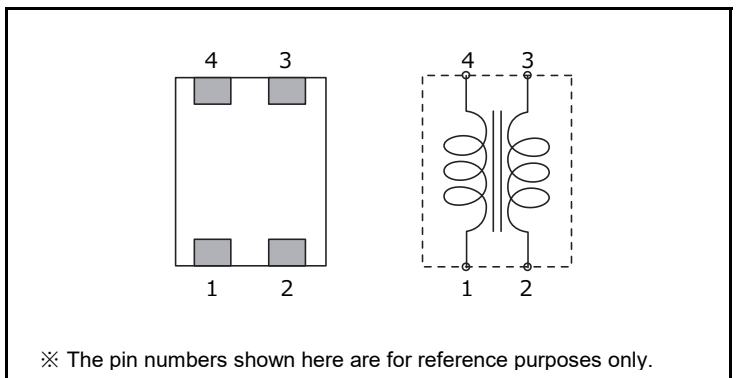 4 3 4 3
1 2 1 2
※ The pin numbers shown here are for reference purposes only.